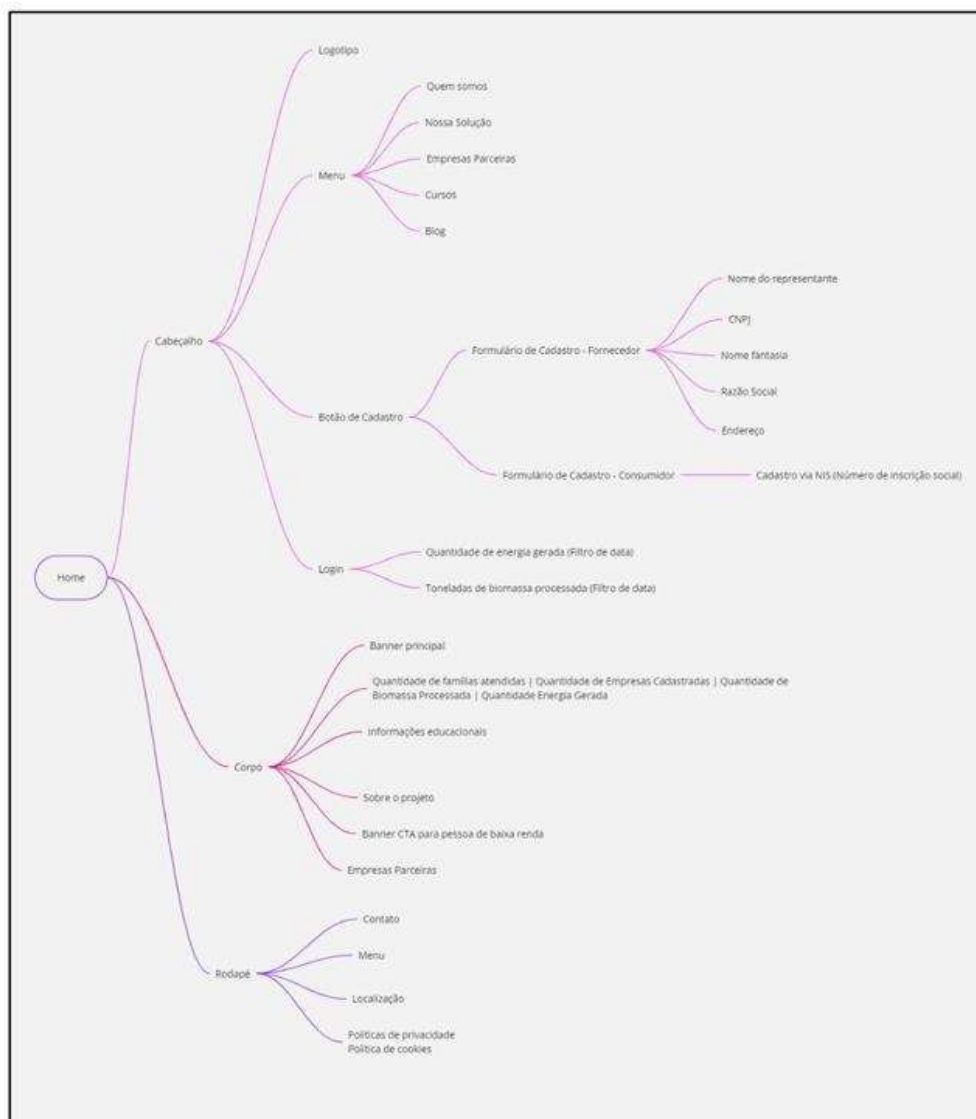 Logotipo
Quem somos
Nossa Solução
Menu
Empresas Parceiras
Cursos
Blog
Nome do representante
CNPJ
Cabeçalho
Formulário de Cadastro - Fornecedor
Nome fantasia
Razão Social
Botão de Cadastro
Endereço
Formulário de Cadastro - Consumidor
Cadastro via NIS (Número de inscrição social)
Quantidade de energia gerada (Filtro de data)
Login
Toneladas de biomassa processada (Filtro de data)
Home
Banner principal
Quantidade de famílias atendidas | Quantidade de Empresas Cadastradas | Quantidade de
Biomassa Processada | Quantidade Energia Gerada
Informações educacionais
Corpo
Sobre o projeto
Banner CTA para pessoa de baixa renda
Empresas Parceiras
Contato
Menu
Rodapé
Localização
Políticas de privacidade
Política de cookies